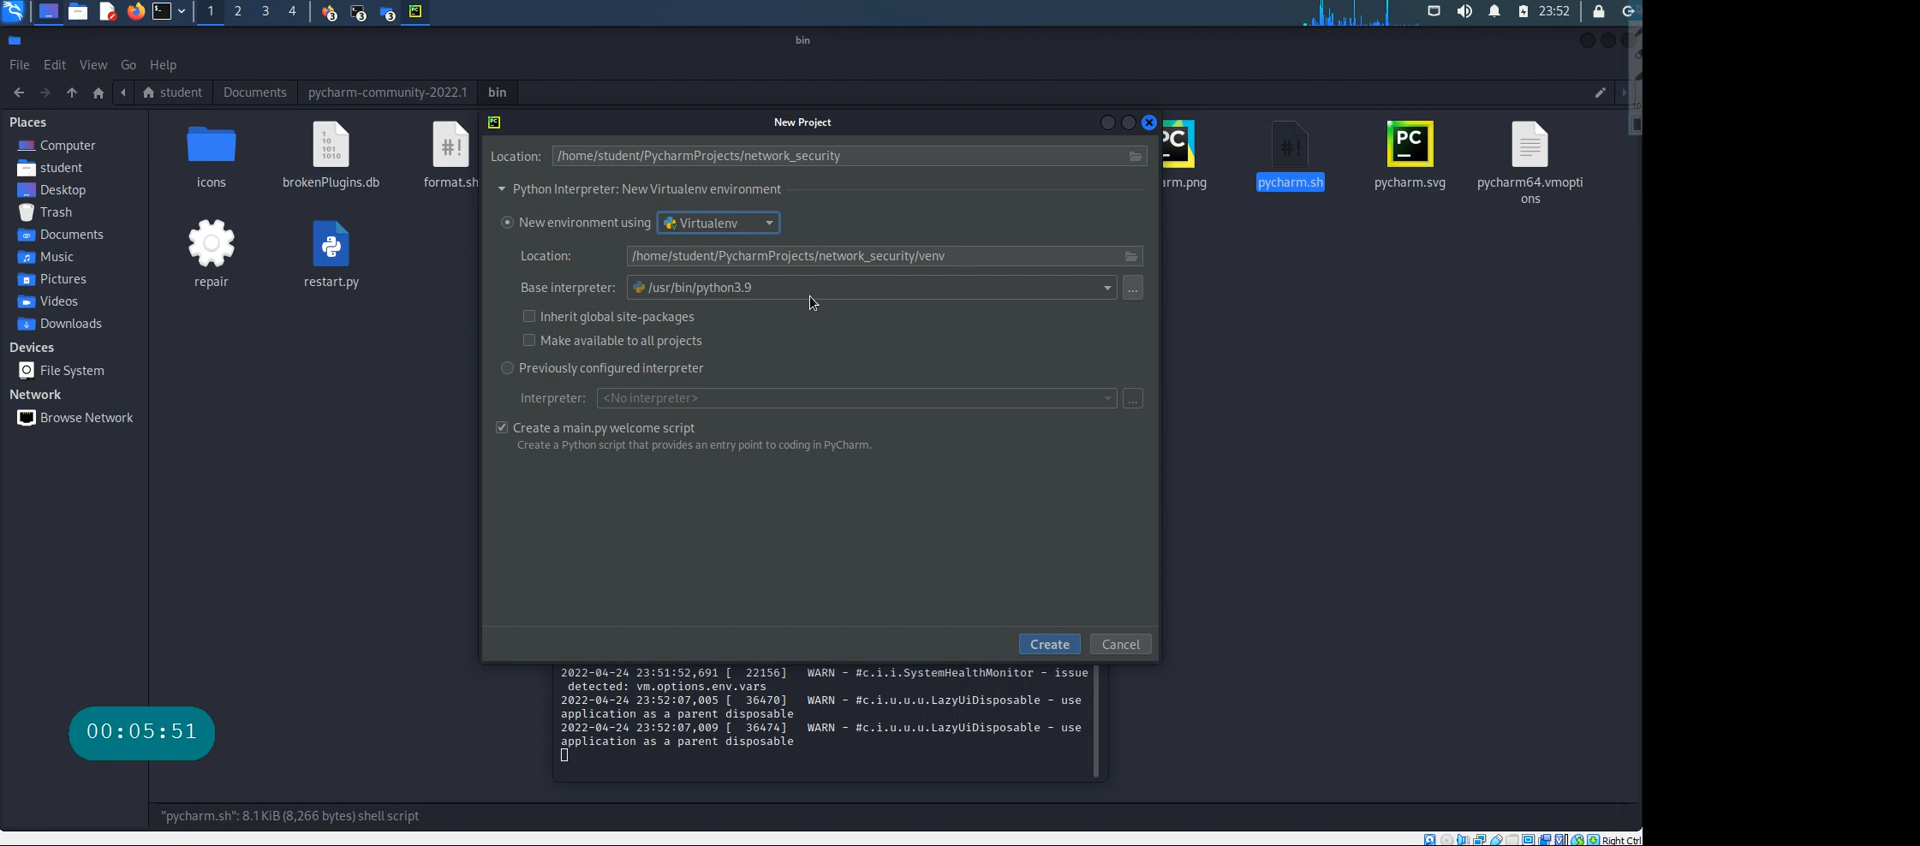 1 2 3 4 3 3 3 23:52
bin
File Edit View Go Help
student Documents pycharm-community-2022.1 bin
Places
Computer
student
Desktop
Trash
Documents
Music
Pictures
Videos
Downloads
Devices
File System
Network
Browse Network
icons
brokenPlugins.db
format.sh
rm.png
pycharm.sh
pycharm.svg
pycharm64.vmopti
ons
repair
restart.py
New Project
Location: /home/student/PycharmProjects/network_security
Python Interpreter: New Virtualenv environment
New environment using Virtualenv
Location: /home/student/PycharmProjects/network_security/venv
Base interpreter: /usr/bin/python3.9 ...
Inherit global site-packages
Make available to all projects
Previously configured interpreter
Interpreter: <No interpreter> ...
Create a main.py welcome script
Create a Python script that provides an entry point to coding in PyCharm.
Create Cancel
2022-04-24 23:51:52,691 [ 22156] WARN - #c.i.i.SystemHealthMonitor - issue
detected: vm.options.env.vars
2022-04-24 23:52:07,005 [ 36470] WARN - #c.i.u.u.u.LazyUiDisposable - use
application as a parent disposable
2022-04-24 23:52:07,009 [ 36474] WARN - #c.i.u.u.u.LazyUiDisposable - use
application as a parent disposable
00:05:51
"pycharm.sh": 8.1 KiB (8,266 bytes) shell script
Right Ctrl